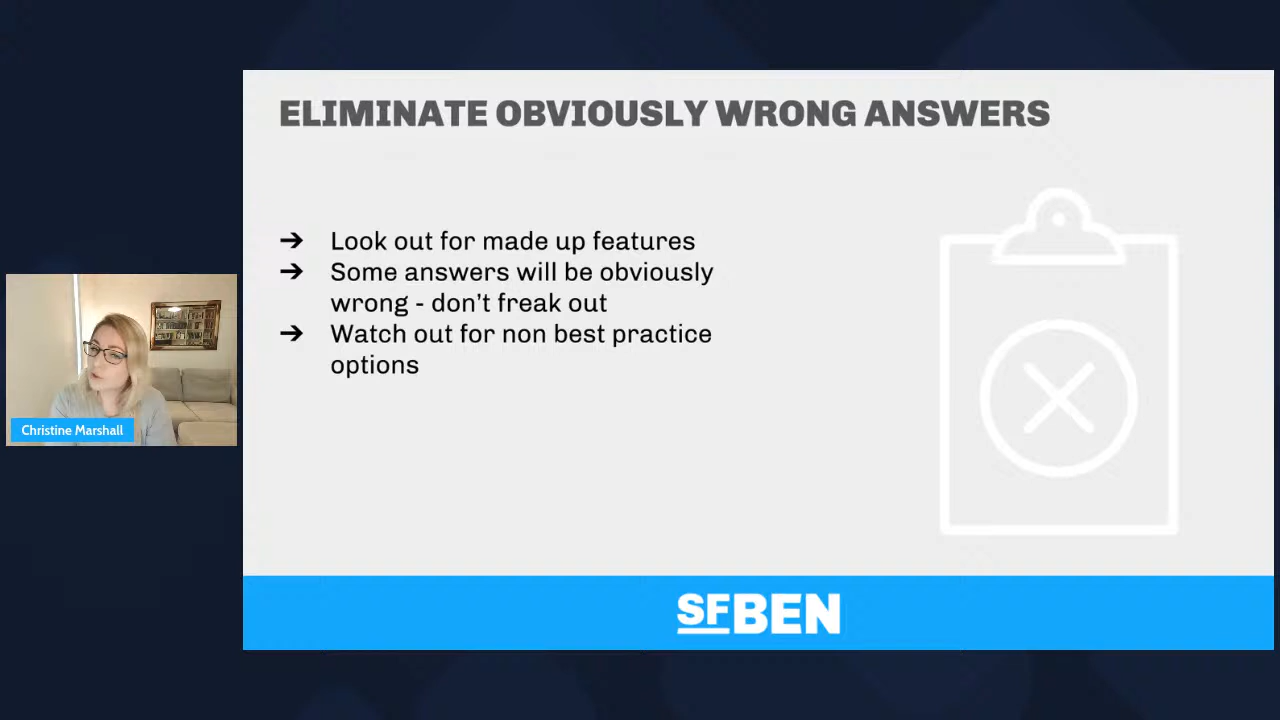 ELIMINATE OBVIOUSLY WRONG ANSWERS
➔ Look out for made up features
➔ Some answers will be obviously
wrong - don't freak out
➔ Watch out for non best practice
options
Christine Marshall
SFBEN